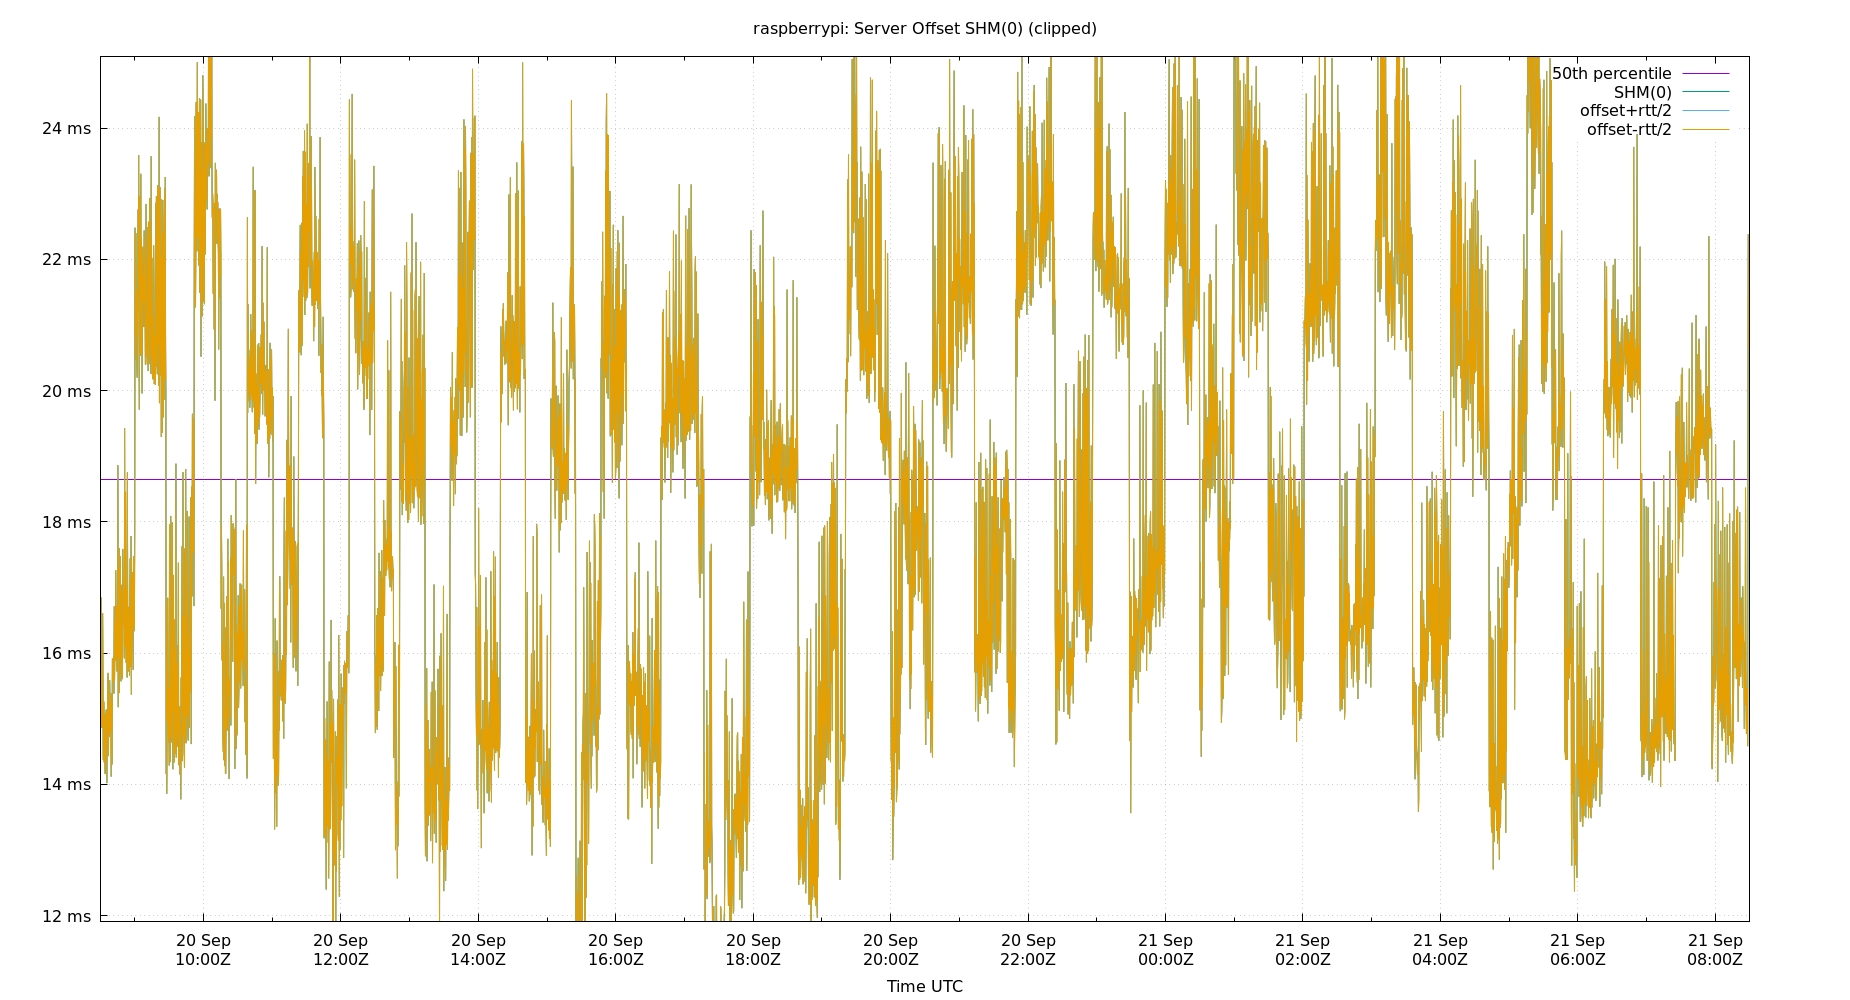 raspberrypi: Server Offset SHM(0) (clipped)
50th percentile
SHM(0)
offset+rtt/2
offset-rtt/2
24 ms
22 ms
20 ms
18 ms
16 ms
14 ms
12 ms
20 Sep 20 Sep 20 Sep 20 Sep 20 Sep 20 Sep 20 Sep 21 Sep 21 Sep 21 Sep 21 Sep 21 Sep
10:00Z 12:00Z 14:00Z 16:00Z 18:00Z 20:00Z 22:00Z 00:00Z 02:00Z 04:00Z 06:00Z 08:00Z
Time UTC